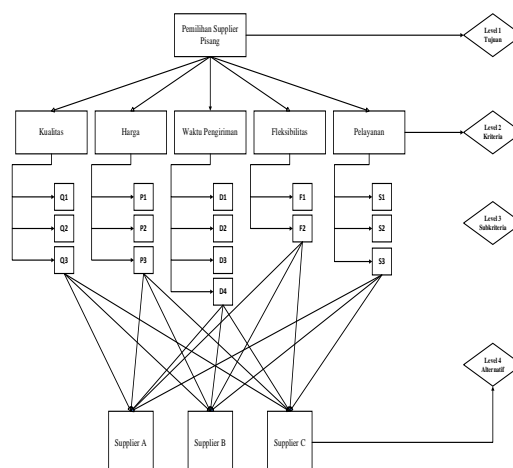 Pemilihan Supplier
Pisang
Level 1
Tujuan
Kualitas
Harga
Waktu Pengiriman
Fleksibilitas
Pelayanan
Level 2
Kriteria
Q1
P1
D1
F1
S1
Q2
P2
D2
F2
S2
Level 3
Subkriteria
Q3
P3
D3
S3
D4
Level 4
Alternatif
Supplier A
Supplier B
Supplier C